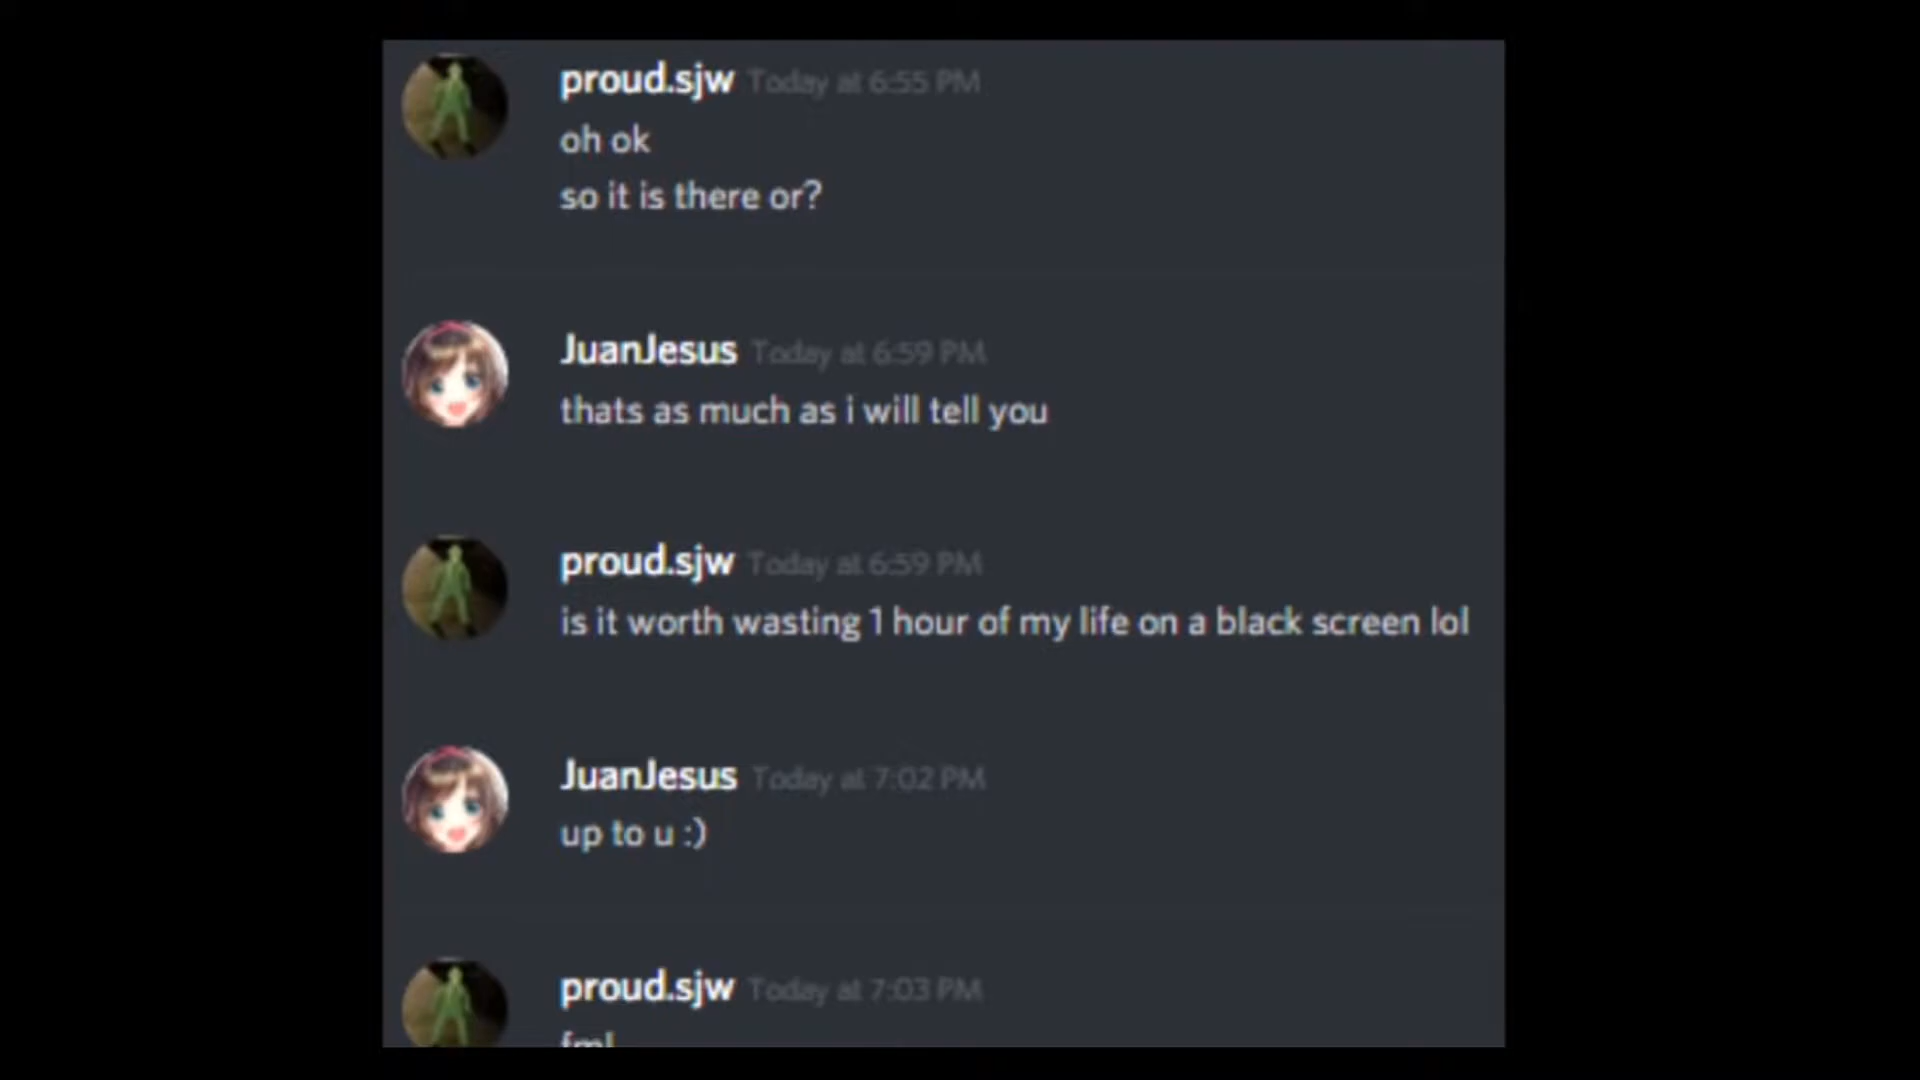 proud.sjw Today at 6:55 PM
oh ok
so it is there or?
JuanJesus Today at 6:59 PM
thats as much as i will tell you
proud.sjw Today at 6:59 PM
is it worth wasting 1 hour of my life on a black screen lol
JuanJesus Today at 7:02 PM
up to u :)
proud.sjw Today at 7:03 PM
fml